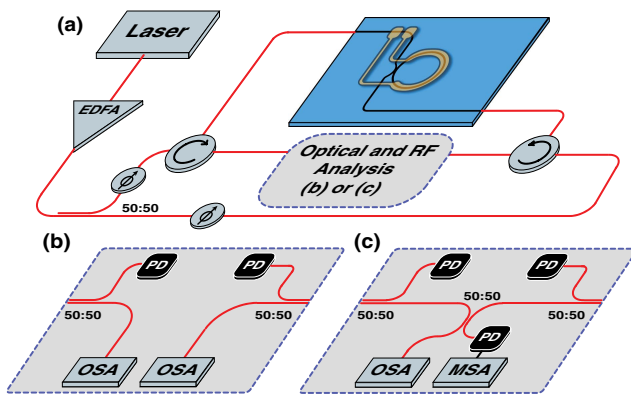 (a)
Laser
EDFA
50:50
Optical and RF
Analysis
(b) or (c)
(b)
PD
PD
50:50
50:50
OSA
OSA
(c)
PD
PD
50:50
50:50
50:50
PD
OSA
MSA